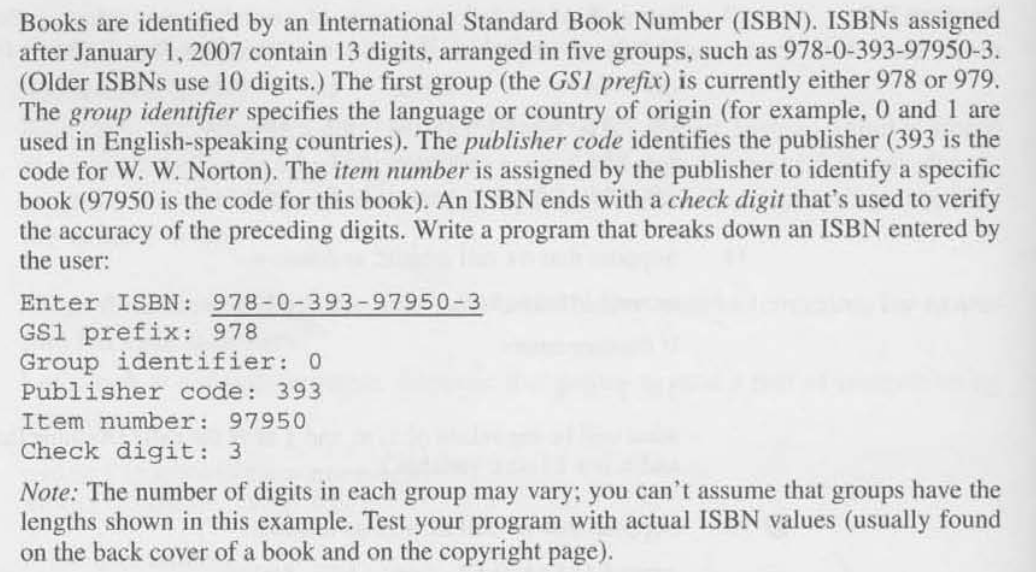 Books are identified by an International Standard Book Number (ISBN). ISBNs assigned
after January 1, 2007 contain 13 digits, arranged in five groups, such as 978-0-393-97950-3.
(Older ISBNs use 10 digits.) The first group (the GS1 prefix) is currently either 978 or 979.
The group identifier specifies the language or country of origin (for example, 0 and 1 are
used in English-speaking countries). The publisher code identifies the publisher (393 is the
code for W. W. Norton). The item number is assigned by the publisher to identify a specific
book (97950 is the code for this book). An ISBN ends with a check digit that's used to verify
the accuracy of the preceding digits. Write a program that breaks down an ISBN entered by
the user:
Enter ISBN: 978-0-393-97950-3
GS1 prefix: 978
Group identifier: 0
Publisher code: 393
Item number: 97950
Check digit: 3
Note: The number of digits in each group may vary; you can't assume that groups have the
lengths shown in this example. Test your program with actual ISBN values (usually found
on the back cover of a book and on the copyright page).